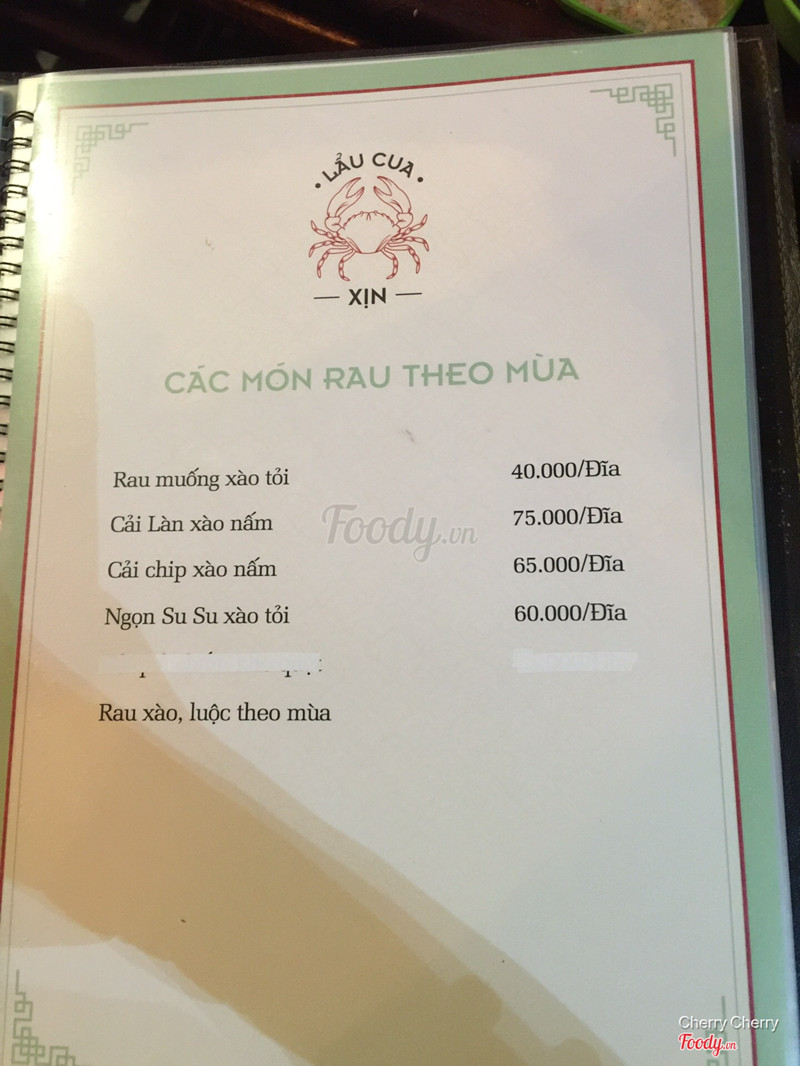 LẨU CUA
XỊN
CÁC MÓN RAU THEO MÙA
Rau muống xào tỏi 40.000/Đĩa
Cải Làn xào nấm 75.000/Đĩa
Foody.vn
Cải chip xào nấm 65.000/Đĩa
Ngọn Su Su xào tỏi 60.000/Đĩa
Rau xào, luộc theo mùa
Cherry Cherry
Foody.vn